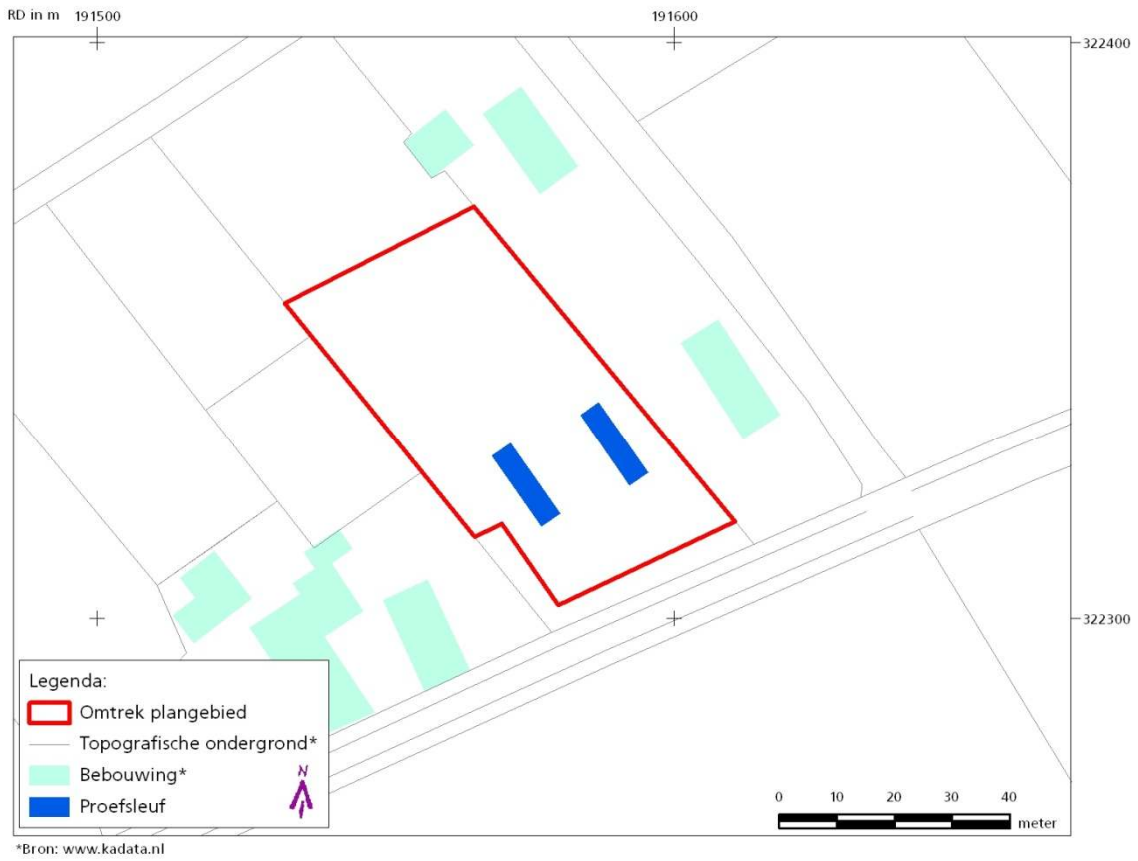 RD in m 191500 191600
322400
322300
Legenda:
Omtrek plangebied
Topografische ondergrond*
Bebouwing*
Proefsleuf
N
0 10 20 30 40
meter
*Bron: www.kadata.nl